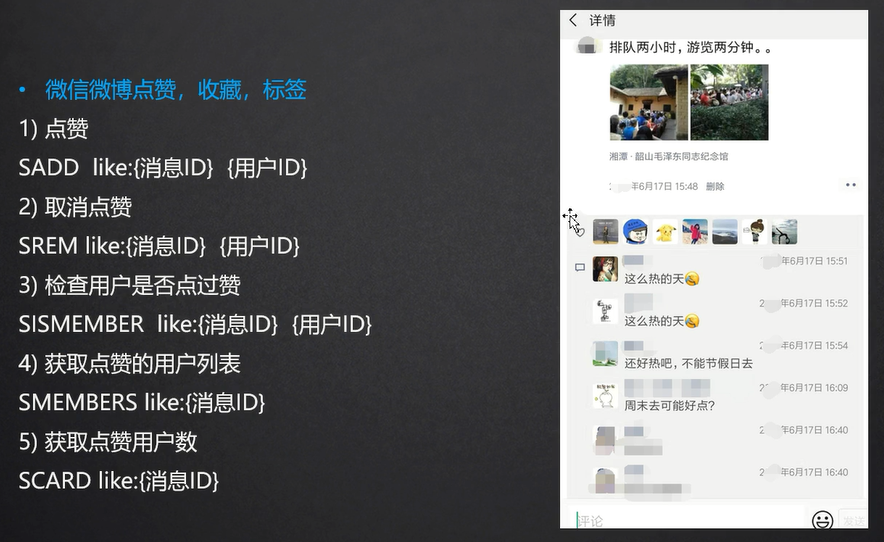 • 微信微博点赞，收藏，标签
1) 点赞
SADD like:{消息ID} {用户ID}
2) 取消点赞
SREM like:{消息ID} {用户ID}
3) 检查用户是否点过赞
SISMEMBER like:{消息ID} {用户ID}
4) 获取点赞的用户列表
SMEMBERS like:{消息ID}
5) 获取点赞用户数
SCARD like:{消息ID}
详情
排队两小时，游览两分钟。。
湘潭 · 韶山毛泽东同志纪念馆
年6月17日 15:48 删除
年6月17日 15:51
这么热的天
年6月17日 15:52
这么热的天
年6月17日 15:54
还好热吧，不能节假日去
年6月17日 16:09
周末去可能好点?
年6月17日 16:40
年6月17日 16:40
评论
发送